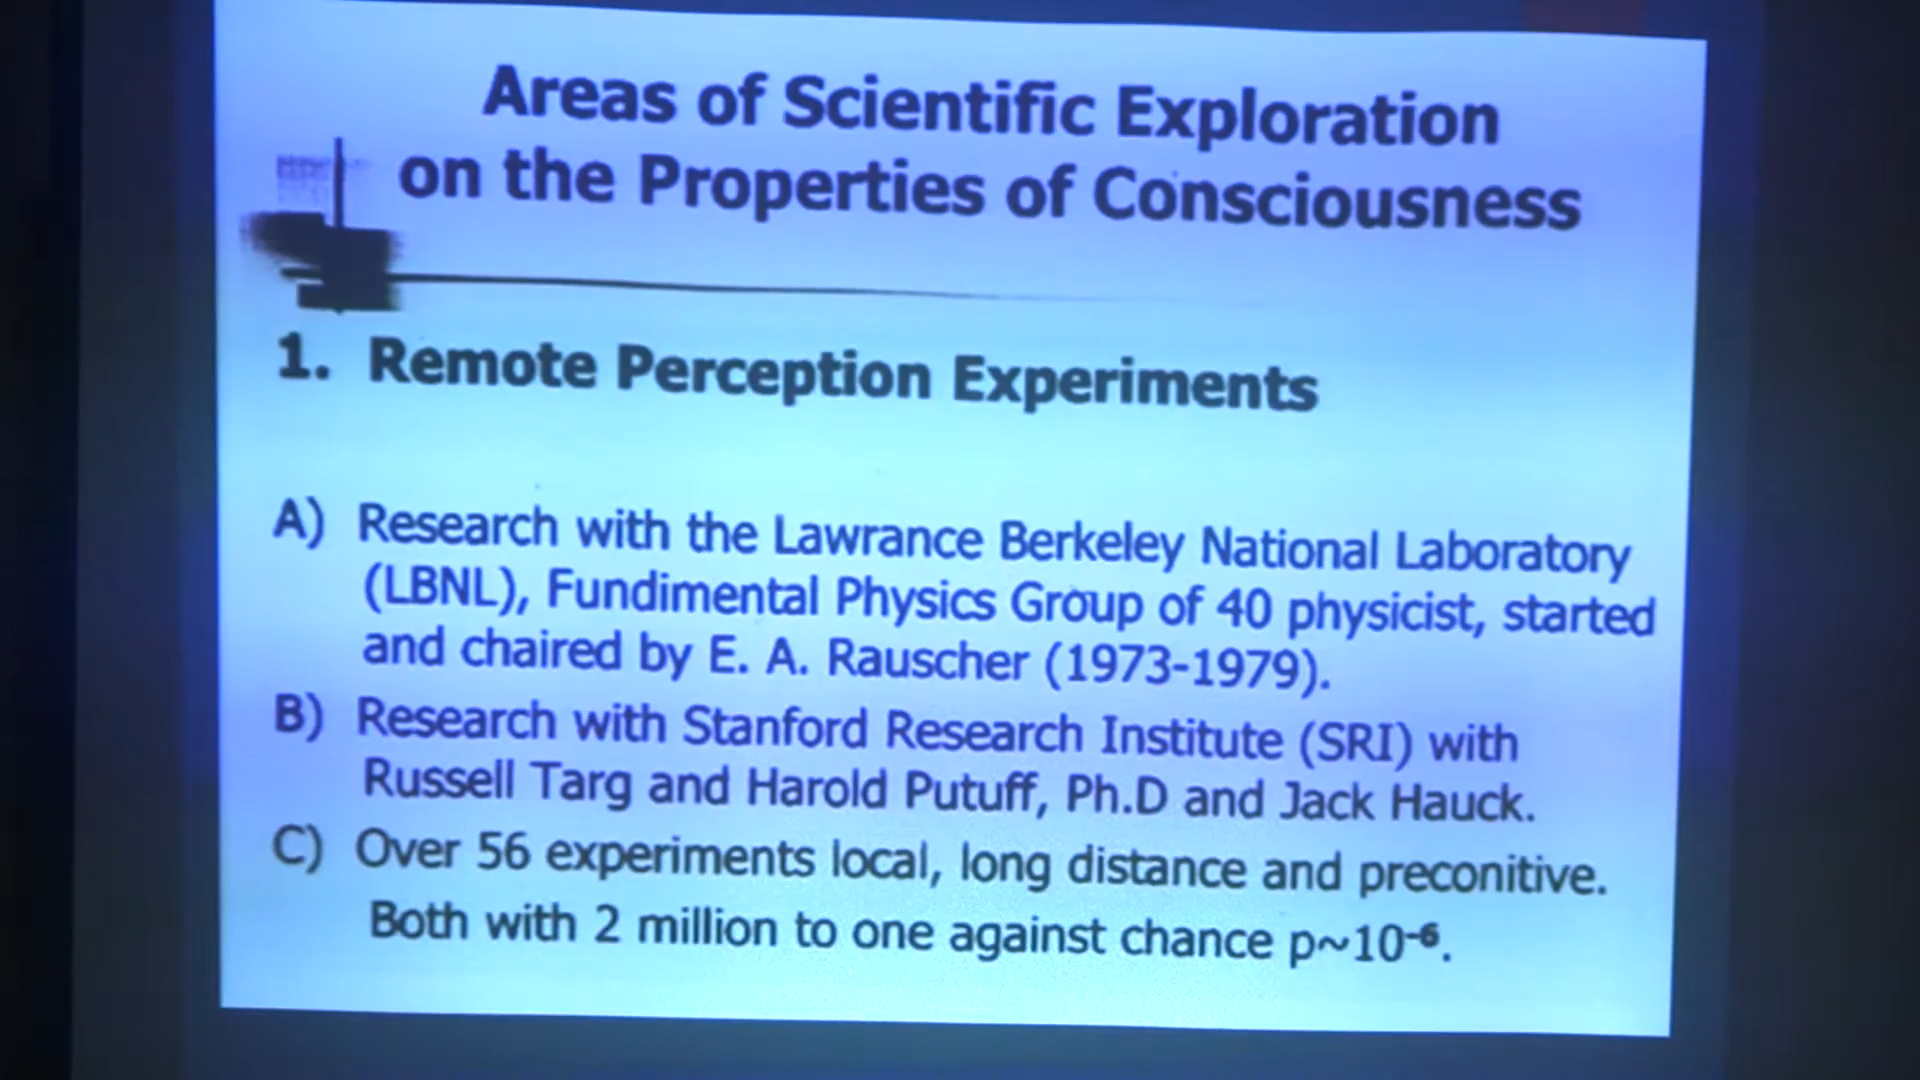 Areas of Scientific Exploration
on the Properties of Consciousness
1. Remote Perception Experiments
A) Research with the Lawrance Berkeley National Laboratory
(LBNL), Fundimental Physics Group of 40 physicist, started
and chaired by E. A. Rauscher (1973-1979).
B) Research with Stanford Research Institute (SRI) with
Russell Targ and Harold Putuff, Ph.D and Jack Hauck.
C) Over 56 experiments local, long distance and preconitive.
Both with 2 million to one against chance p~10⁻⁶.